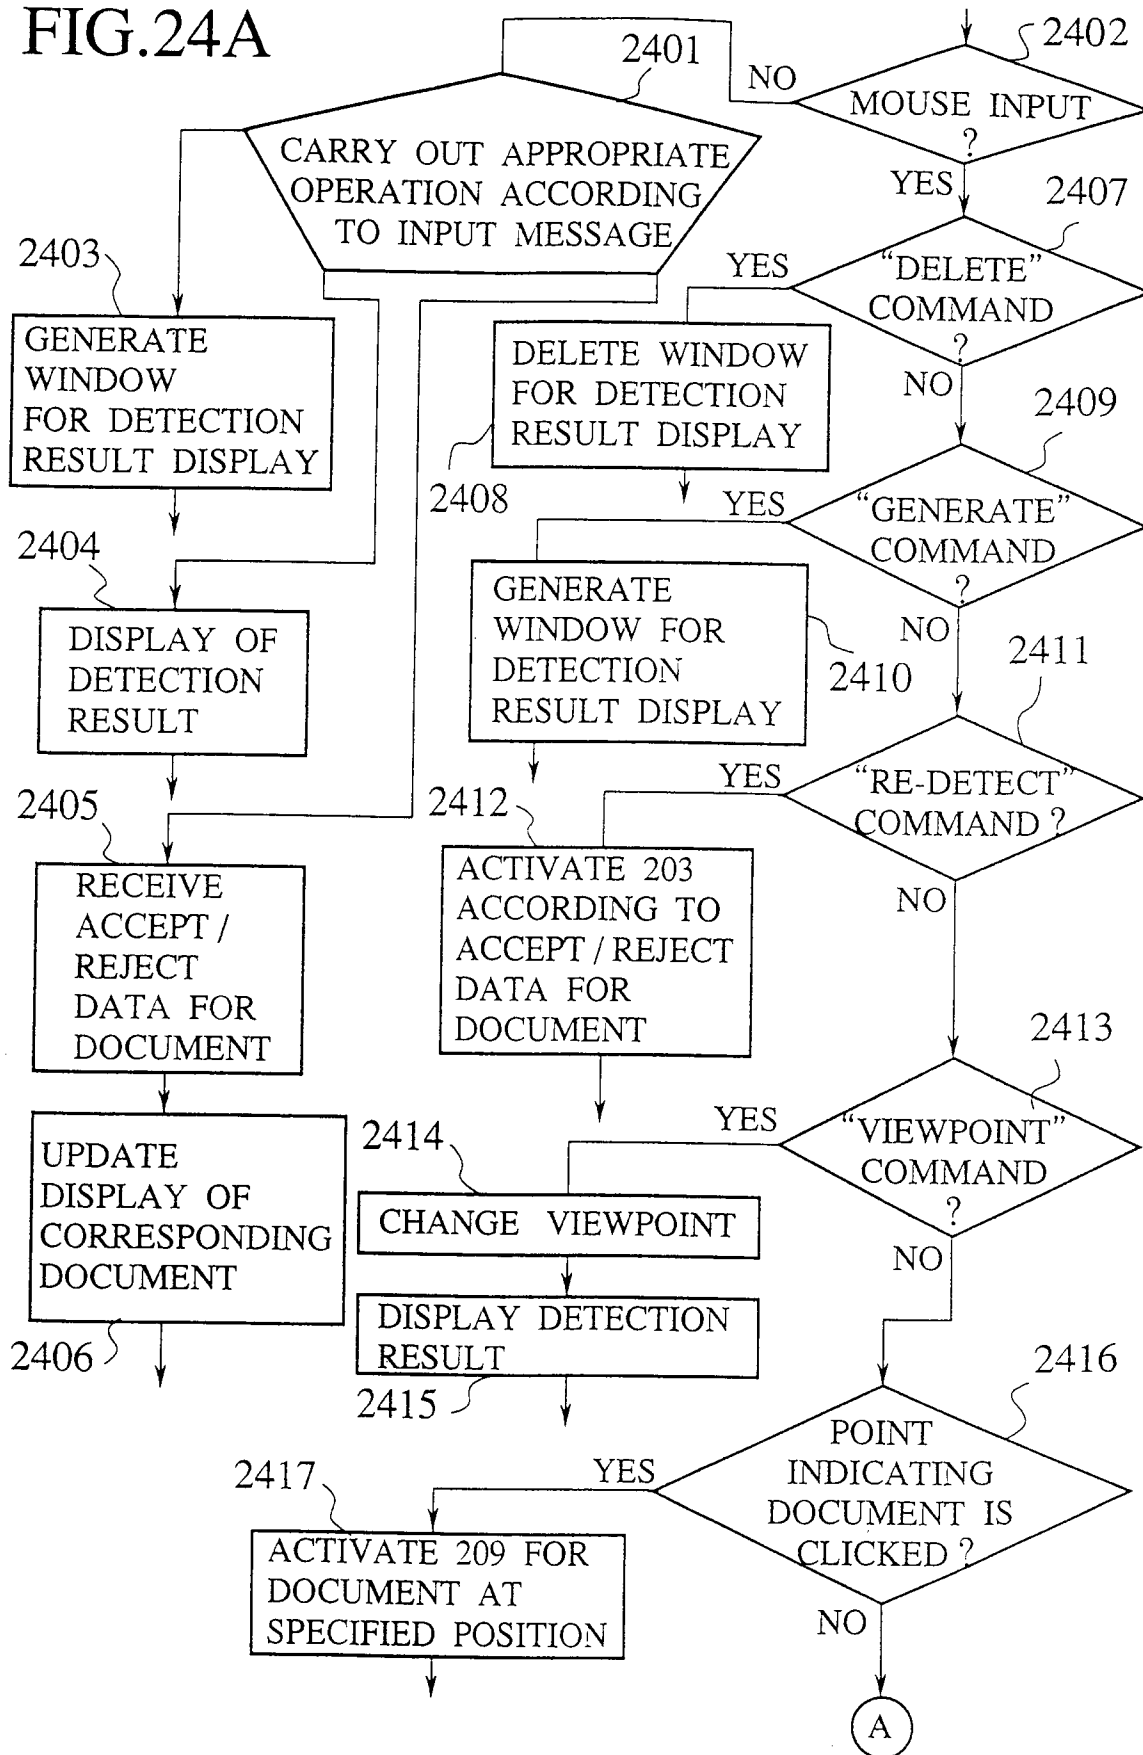 FIG.24A
2401
2402
NO
MOUSE INPUT
?
YES
CARRY OUT APPROPRIATE
OPERATION ACCORDING
TO INPUT MESSAGE
2407
YES
“DELETE”
COMMAND
?
NO
2403
GENERATE
WINDOW
FOR DETECTION
RESULT DISPLAY
DELETE WINDOW
FOR DETECTION
RESULT DISPLAY
2408
2409
YES
“GENERATE”
COMMAND
?
NO
2404
DISPLAY OF
DETECTION
RESULT
GENERATE
WINDOW FOR
DETECTION
RESULT DISPLAY
2410
2411
YES
“RE-DETECT”
COMMAND ?
NO
2405
RECEIVE
ACCEPT /
REJECT
DATA FOR
DOCUMENT
2412
ACTIVATE 203
ACCORDING TO
ACCEPT / REJECT
DATA FOR
DOCUMENT
2413
YES
“VIEWPOINT”
COMMAND
?
NO
UPDATE
DISPLAY OF
CORRESPONDING
DOCUMENT
2406
2414
CHANGE VIEWPOINT
DISPLAY DETECTION
RESULT
2415
2416
YES
POINT
INDICATING
DOCUMENT IS
CLICKED ?
NO
2417
ACTIVATE 209 FOR
DOCUMENT AT
SPECIFIED POSITION
A